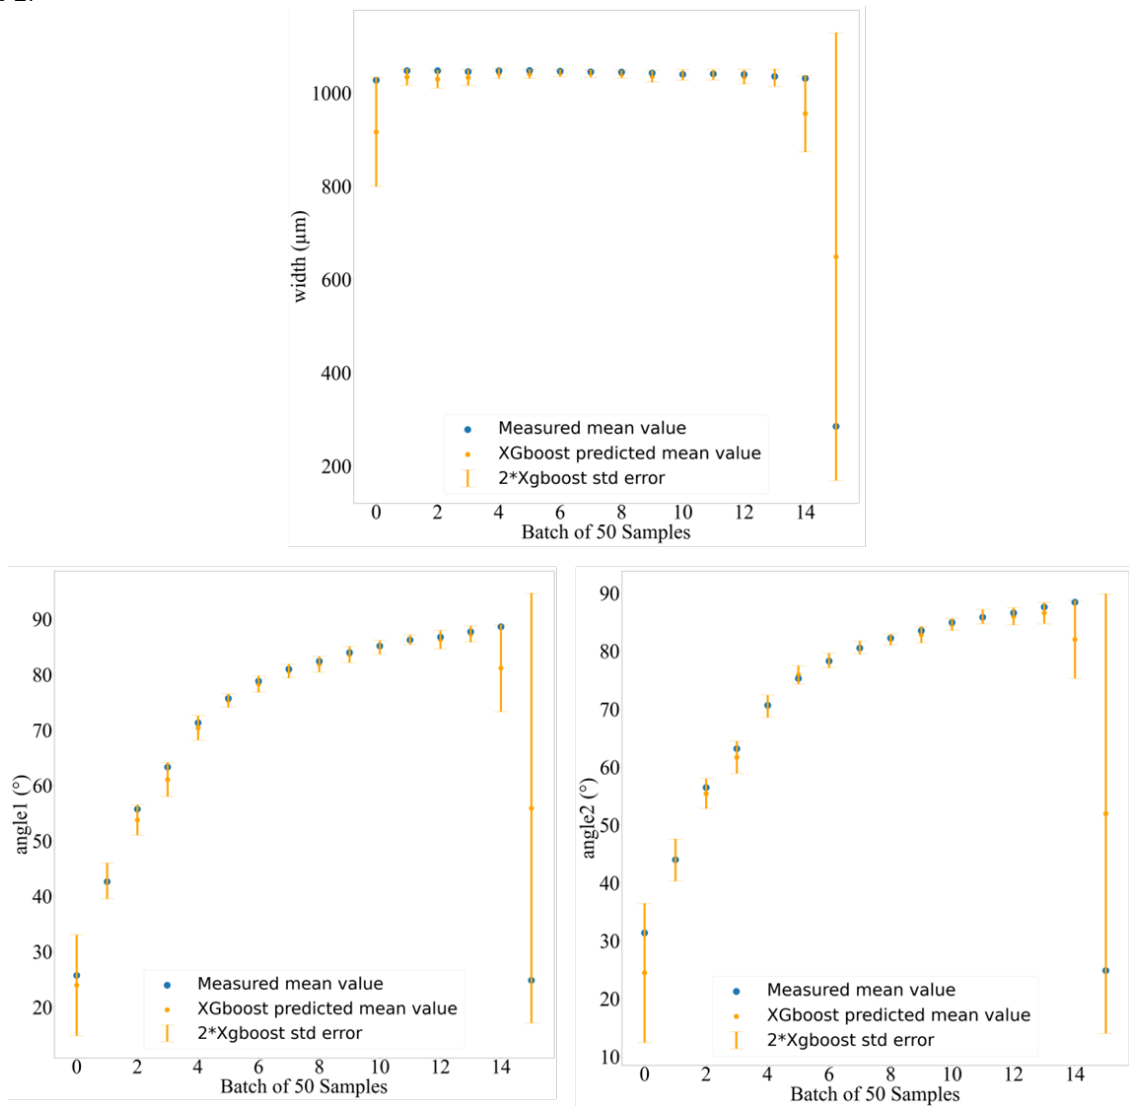 1000
800
600
400
200
width (μm)
Measured mean value
XGboost predicted mean value
2*Xgboost std error
0 2 4 6 8 10 12 14
Batch of 50 Samples
90
80
70
60
50
40
30
20
angle1 (°)
Measured mean value
XGboost predicted mean value
2*Xgboost std error
0 2 4 6 8 10 12 14
Batch of 50 Samples
90
80
70
60
50
40
30
20
10
angle2 (°)
Measured mean value
XGboost predicted mean value
2*Xgboost std error
0 2 4 6 8 10 12 14
Batch of 50 Samples